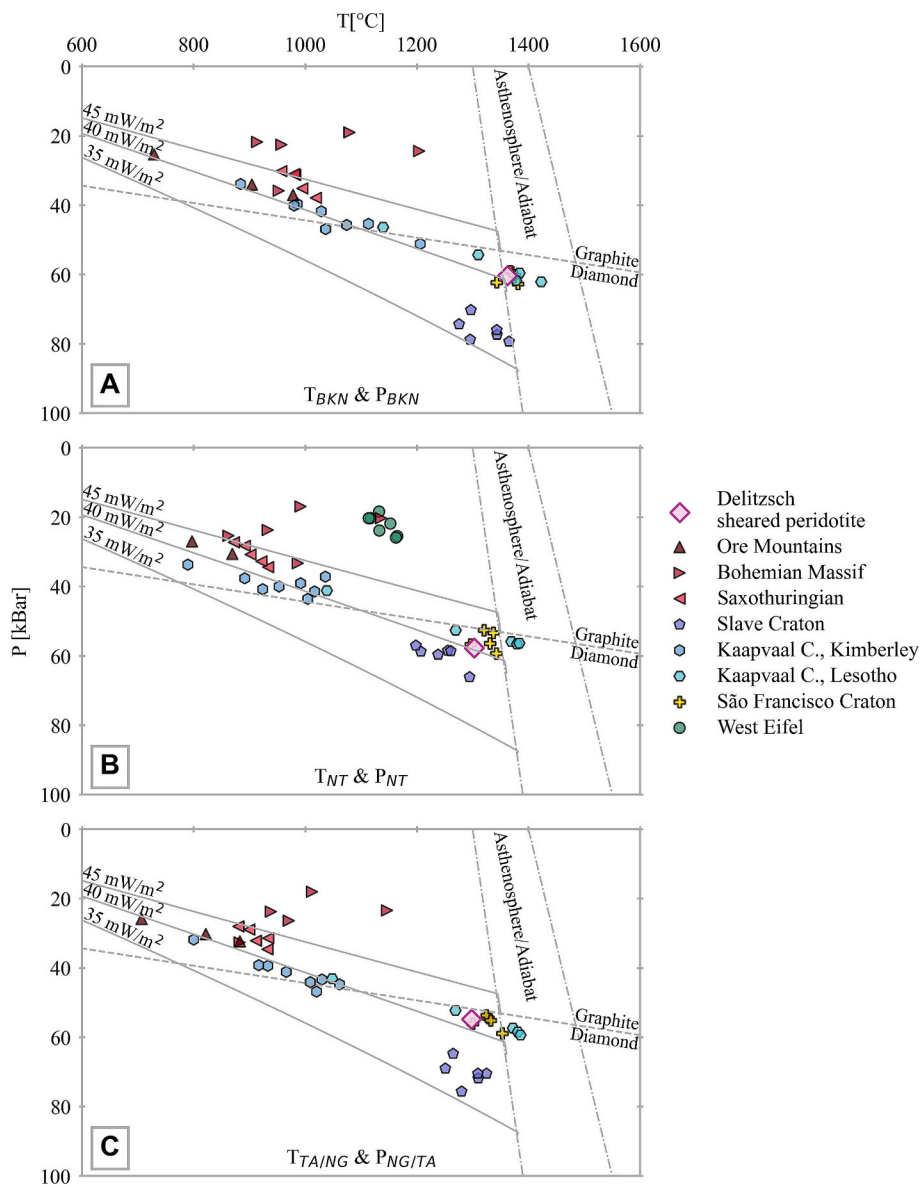 T[°C]
600 800 1000 1200 1400 1600
0
20
40
60
80
100
45 mW/m²
40 mW/m²
35 mW/m²
Asthenosphere/Adiabat
Graphite
Diamond
A
T_BKN & P_BKN
P [kBar]
0
20
40
60
80
100
45 mW/m²
40 mW/m²
35 mW/m²
Asthenosphere/Adiabat
Graphite
Diamond
B
T_NT & P_NT
Delitzsch
sheared peridotite
Ore Mountains
Bohemian Massif
Saxothuringian
Slave Craton
Kaapvaal C., Kimberley
Kaapvaal C., Lesotho
São Francisco Craton
West Eifel
0
20
40
60
80
100
45 mW/m²
40 mW/m²
35 mW/m²
Asthenosphere/Adiabat
Graphite
Diamond
C
T_TA/NG & P_NG/TA